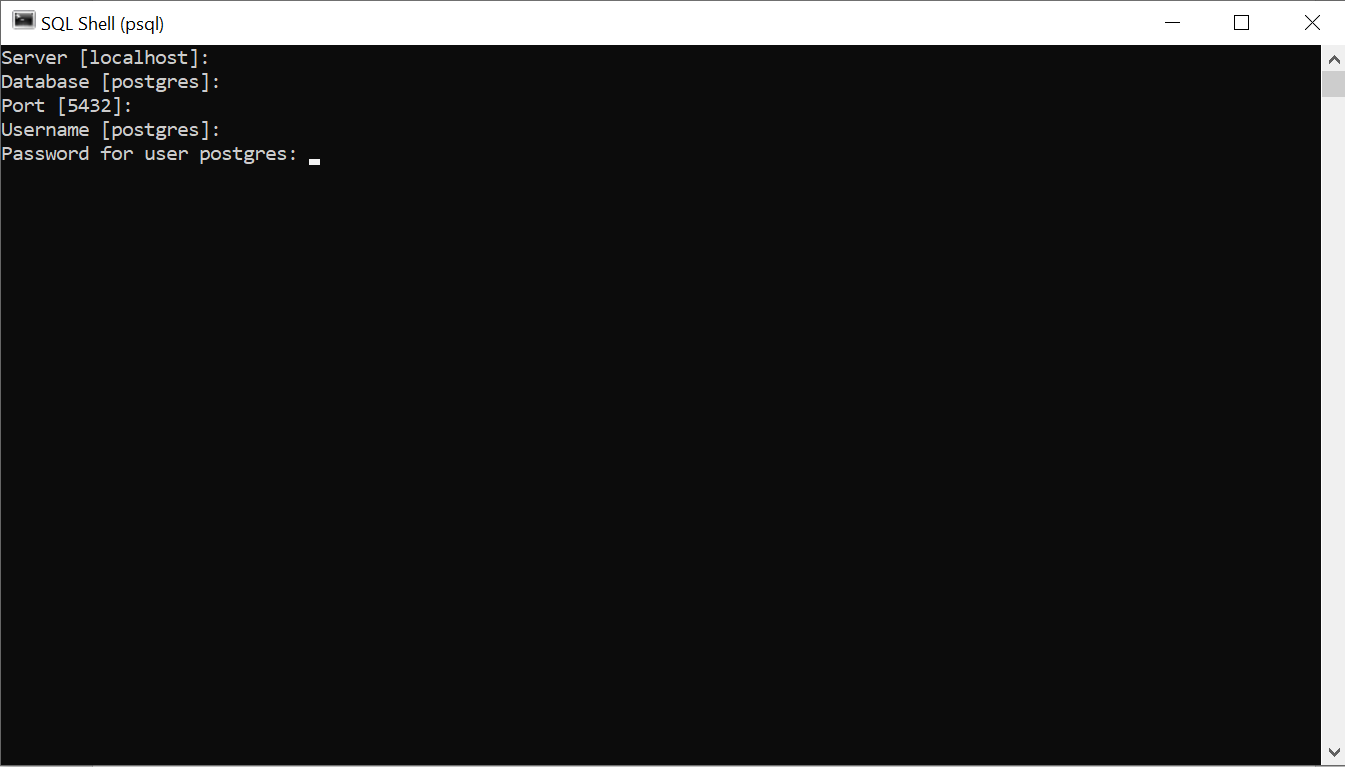 SQL Shell (psql)
Server [localhost]:
Database [postgres]:
Port [5432]:
Username [postgres]:
Password for user postgres: